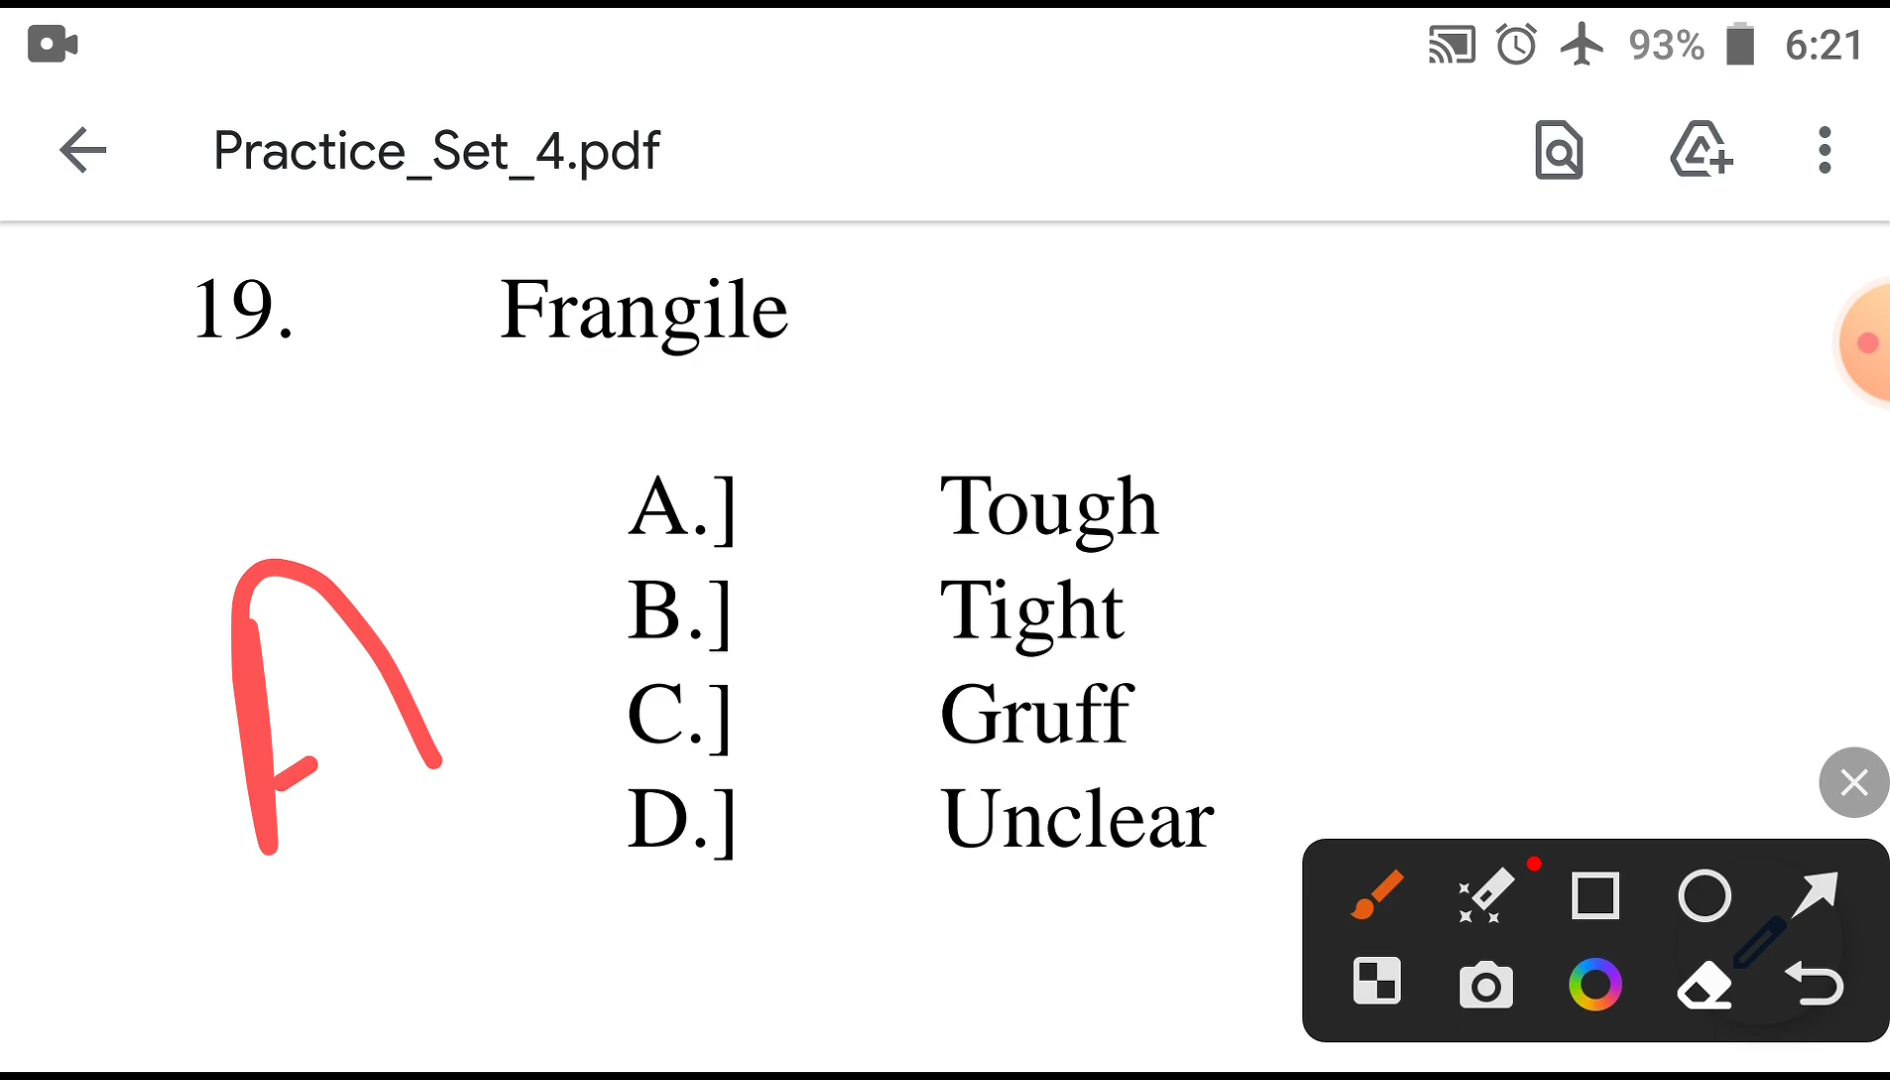 93% 6:21
Practice_Set_4.pdf
19. Frangile
A.] Tough
B.] Tight
C.] Gruff
D.] Unclear
A